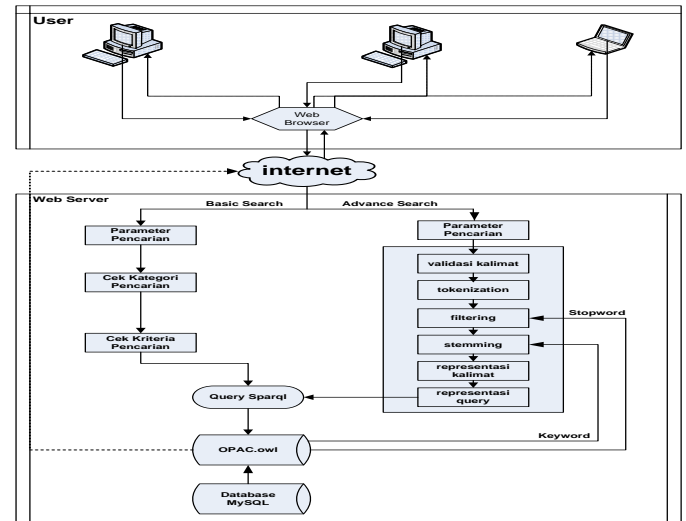 User
Web
Browser
internet
Web Server
Basic Search
Advance Search
Parameter
Pencarian
Cek Kategori
Pencarian
Cek Kriteria
Pencarian
Parameter
Pencarian
validasi kalimat
tokenization
filtering
Stopword
stemming
representasi
kalimat
representasi
query
Query Sparql
Keyword
OPAC.owl
Database
MySQL